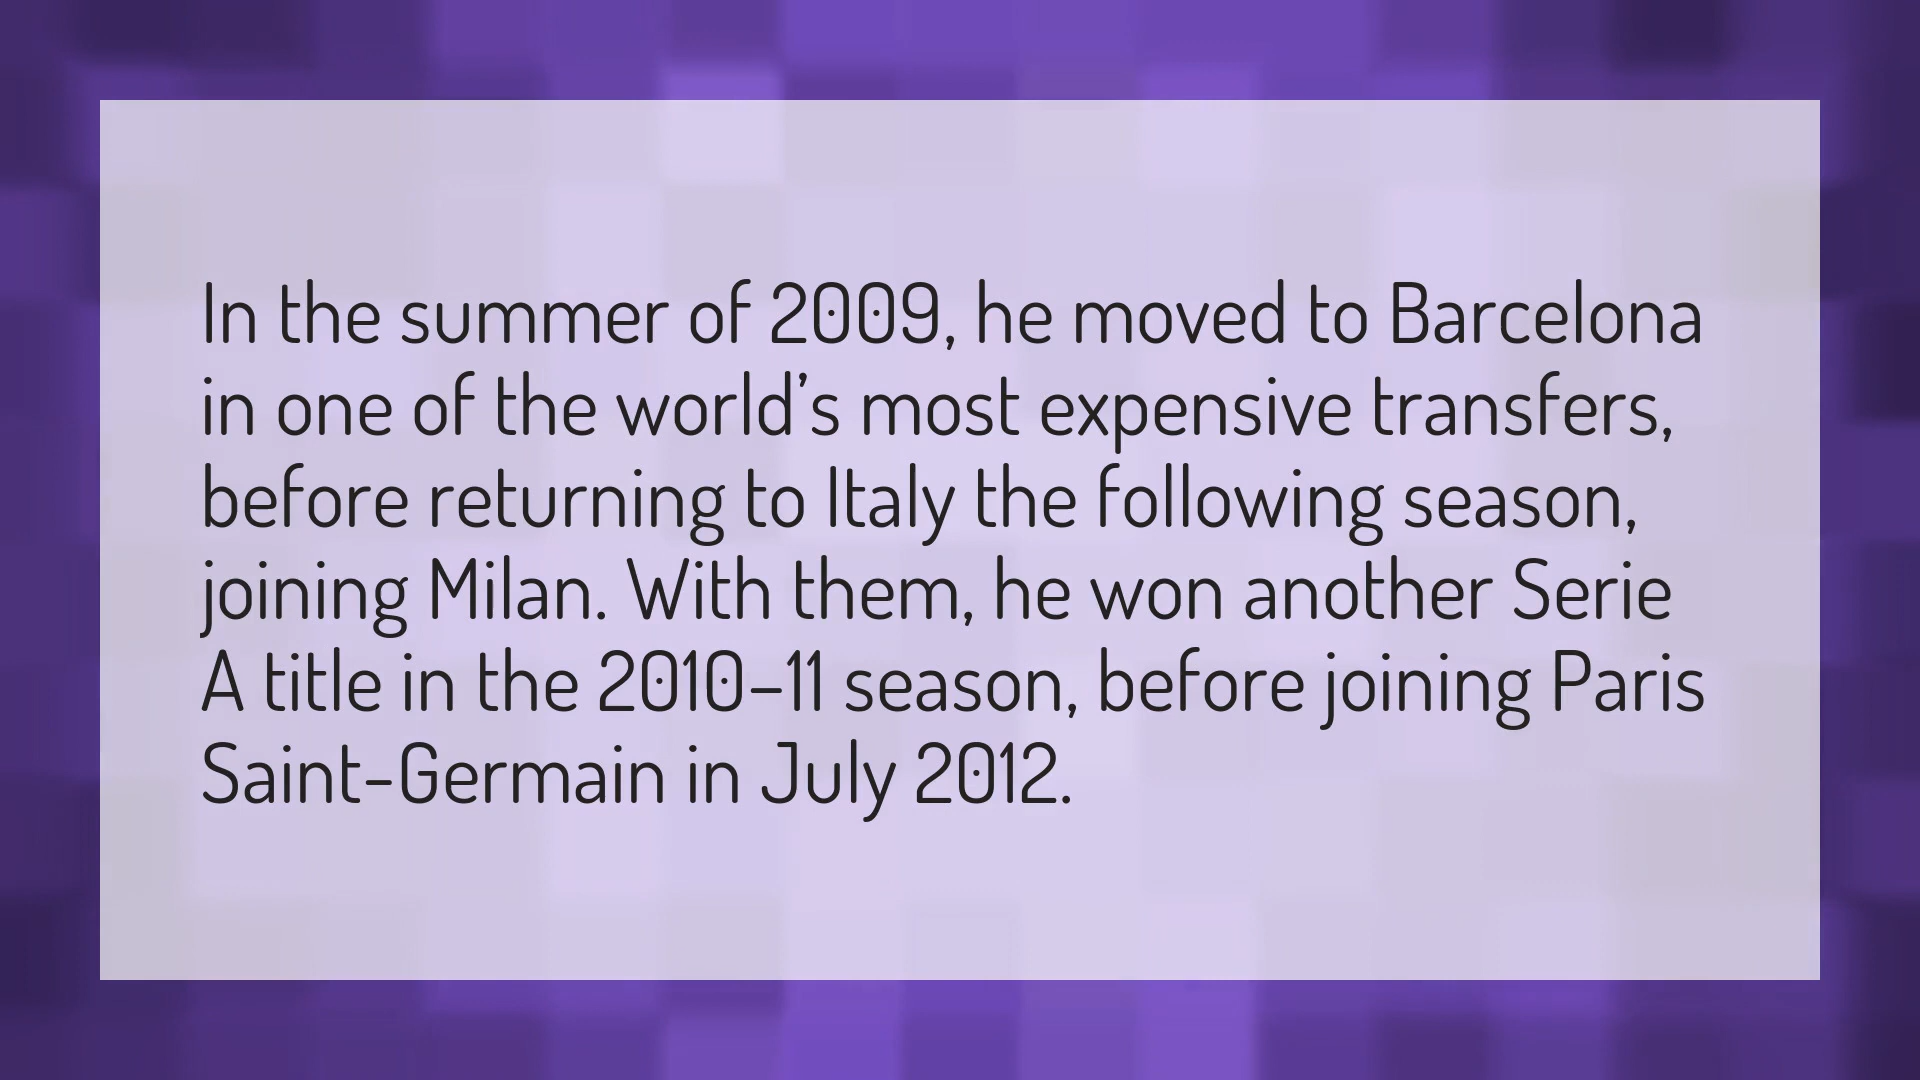 In the summer of 2009, he moved to Barcelona
in one of the world’s most expensive transfers,
before returning to Italy the following season,
joining Milan. With them, he won another Serie
A title in the 2010–11 season, before joining Paris
Saint-Germain in July 2012.